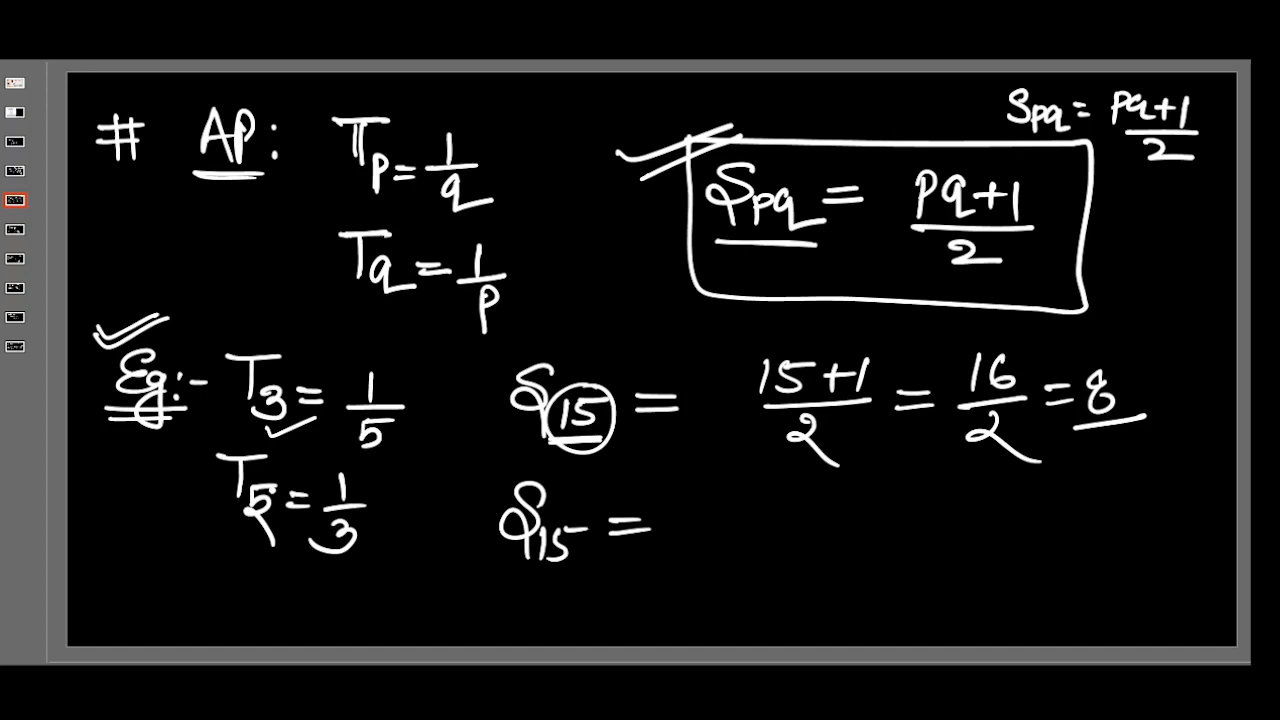 # AP: Tp = 1/q
Spq = pq+1/2
Spq = pq+1/2
Tq = 1/p
Eg:- T3 = 1/5 S15 = 15+1/2 = 16/2 = 8
T5 = 1/3 S15 =